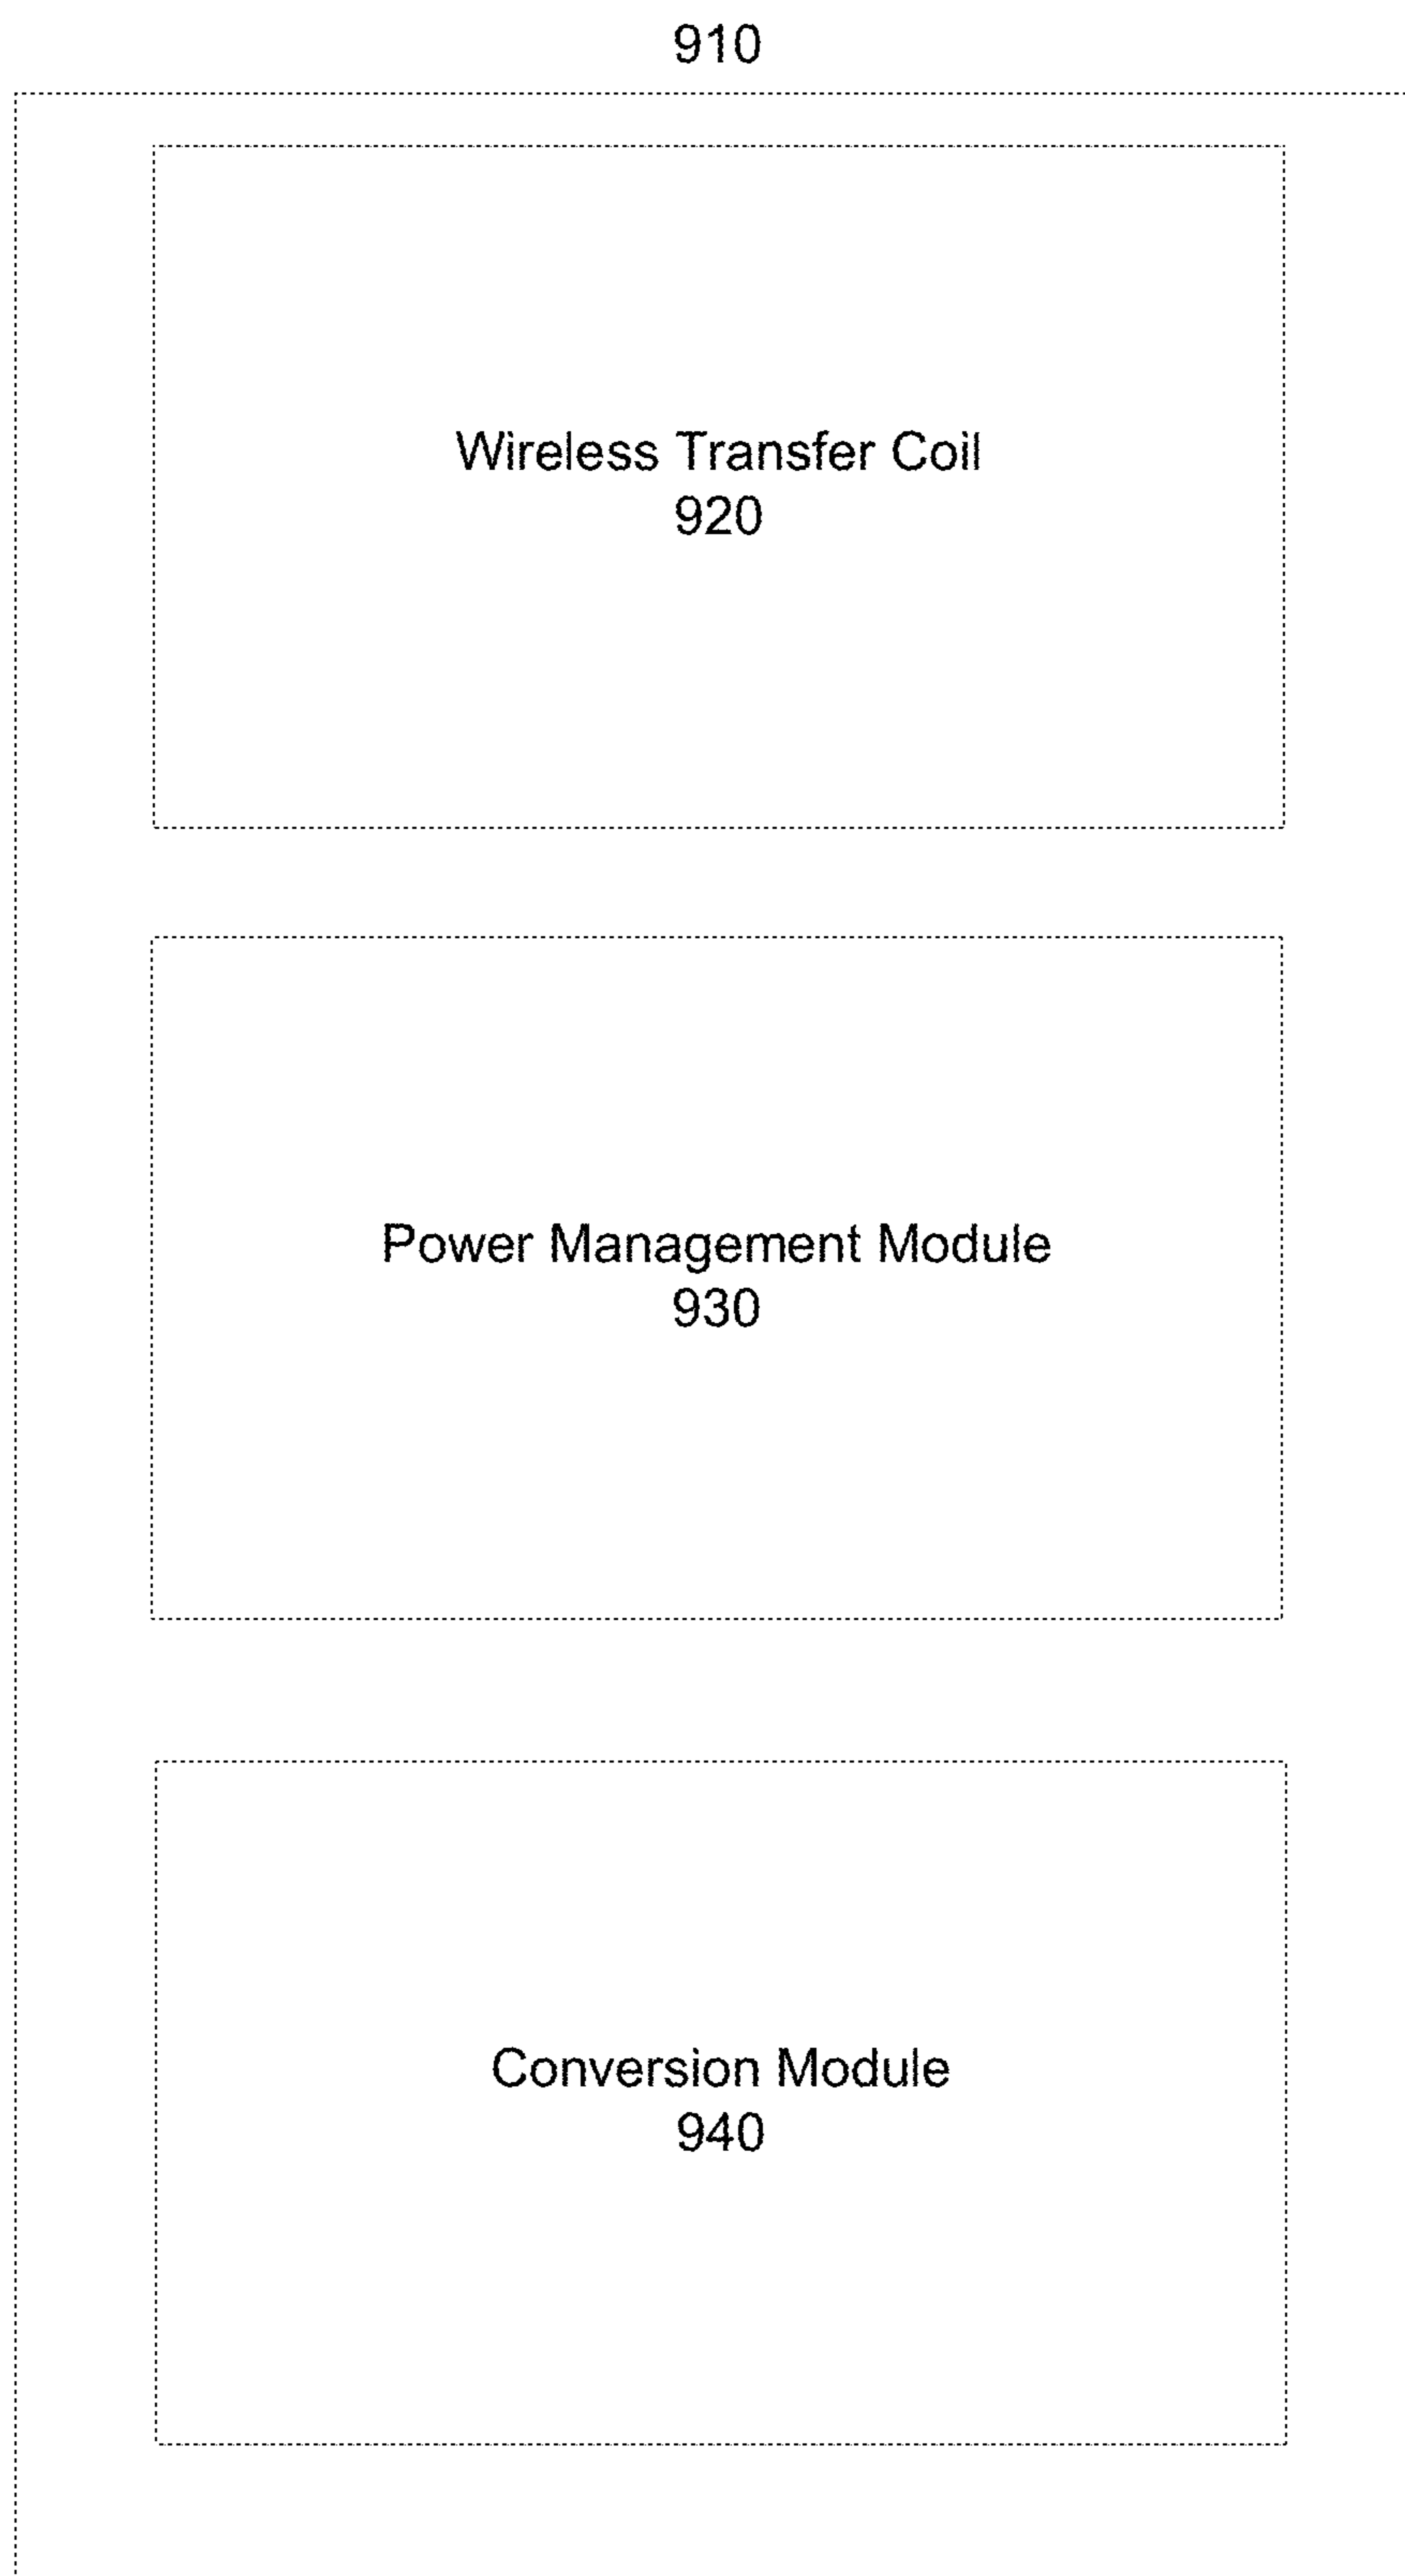 910
Wireless Transfer Coil
920
Power Management Module
930
Conversion Module
940